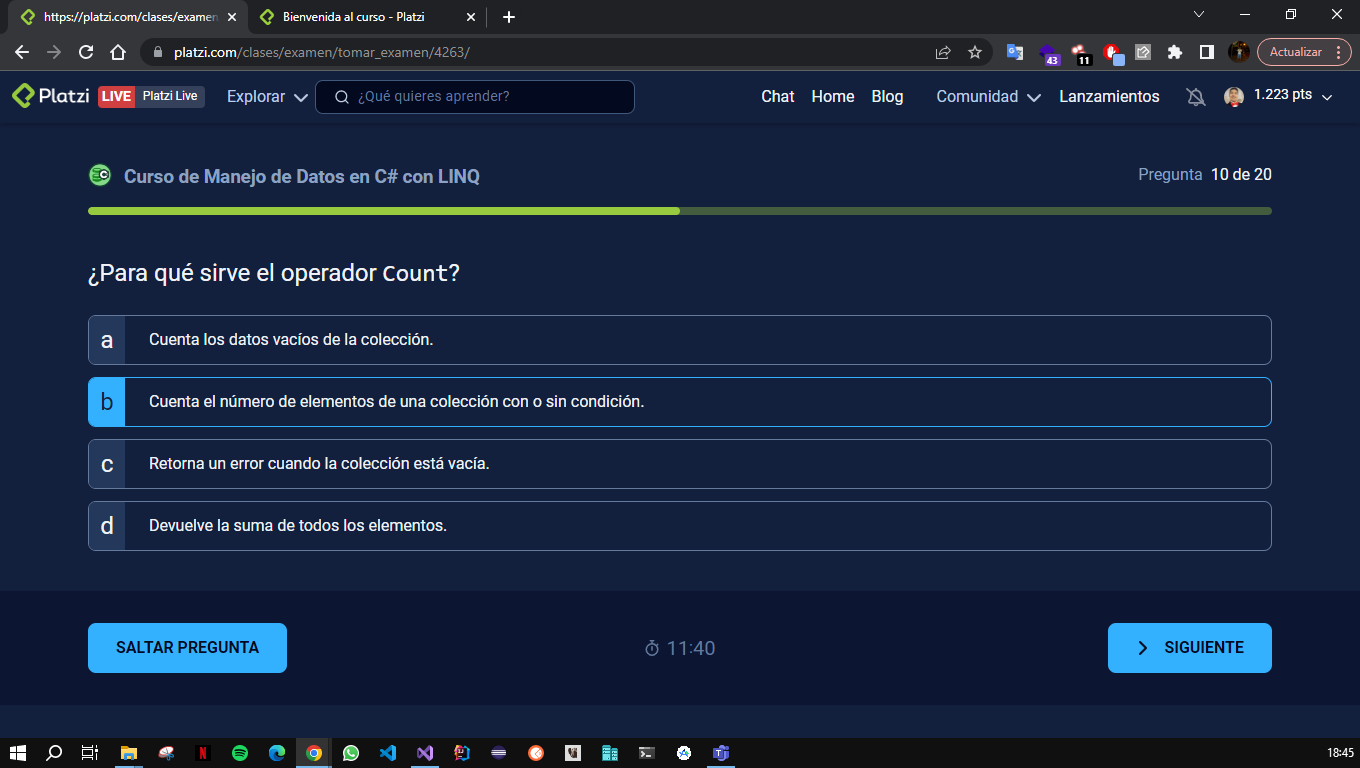 https://platzi.com/clases/examen
Bienvenida al curso - Platzi
platzi.com/clases/examen/tomar_examen/4263/
43
11
Actualizar
Platzi LIVE Platzi Live Explorar ¿Qué quieres aprender? Chat Home Blog Comunidad Lanzamientos 1.223 pts
Curso de Manejo de Datos en C# con LINQ
Pregunta 10 de 20
¿Para qué sirve el operador Count?
a Cuenta los datos vacíos de la colección.
b Cuenta el número de elementos de una colección con o sin condición.
c Retorna un error cuando la colección está vacía.
d Devuelve la suma de todos los elementos.
SALTAR PREGUNTA 11:40 SIGUIENTE
18:45